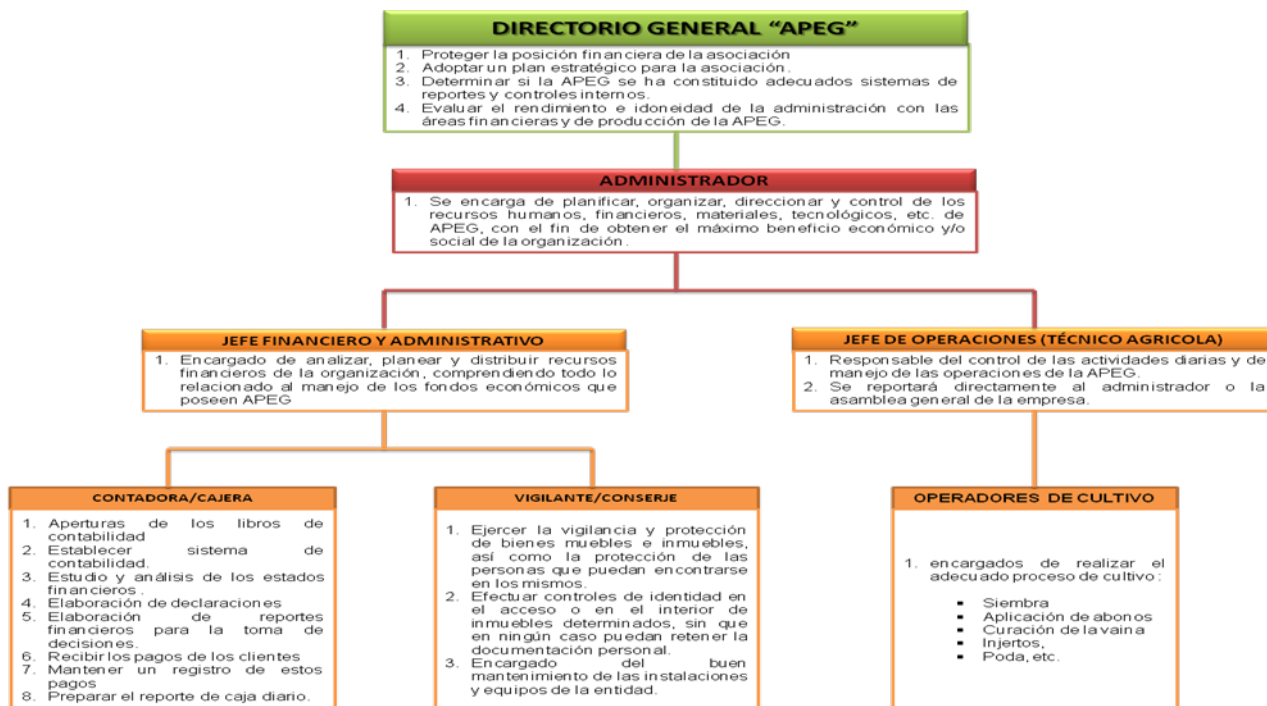 DIRECTORIO GENERAL “APEG”
1. Proteger la posición financiera de la asociación
2. Adoptar un plan estratégico para la asociación.
3. Determinar si la APEG se ha constituido adecuados sistemas de
reportes y controles internos.
4. Evaluar el rendimiento e idoneidad de la administración con las
áreas financieras y de producción de la APEG.
ADMINISTRADOR
1. Se encarga de planificar, organizar, direccionar y control de los
recursos humanos, financieros, materiales, tecnológicos, etc. de
APEG, con el fin de obtener el máximo beneficio económico y/o
social de la organización.
JEFE FINANCIERO Y ADMINISTRATIVO
1. Encargado de analizar, planear y distribuir recursos
financieros de la organización, comprendiendo todo lo
relacionado al manejo de los fondos económicos que
poseen APEG
JEFE DE OPERACIONES (TÉCNICO AGRICOLA)
1. Responsable del control de las actividades diarias y de
manejo de las operaciones de la APEG.
2. Se reportará directamente al administrador o la
asamblea general de la empresa.
CONTADORA/CAJERA
1. Aperturas de los libros de
contabilidad
2. Establecer sistema de
contabilidad.
3. Estudio y análisis de los estados
financieros.
4. Elaboración de declaraciones
5. Elaboración de reportes
financieros para la toma de
decisiones.
6. Recibir los pagos de los clientes
7. Mantener un registro de estos
pagos
8. Preparar el reporte de caja diario.
VIGILANTE/CONSERJE
1. Ejercer la vigilancia y protección
de bienes muebles e inmuebles,
así como la protección de las
personas que puedan encontrarse
en los mismos.
2. Efectuar controles de identidad en
el acceso o en el interior de
inmuebles determinados, sin que
en ningún caso puedan retener la
documentación personal.
3. Encargado del buen
mantenimiento de las instalaciones
y equipos de la entidad.
OPERADORES DE CULTIVO
1. encargados de realizar el
adecuado proceso de cultivo:
▪ Siembra
▪ Aplicación de abonos
▪ Curación de la vaina
▪ Injertos,
▪ Poda, etc.